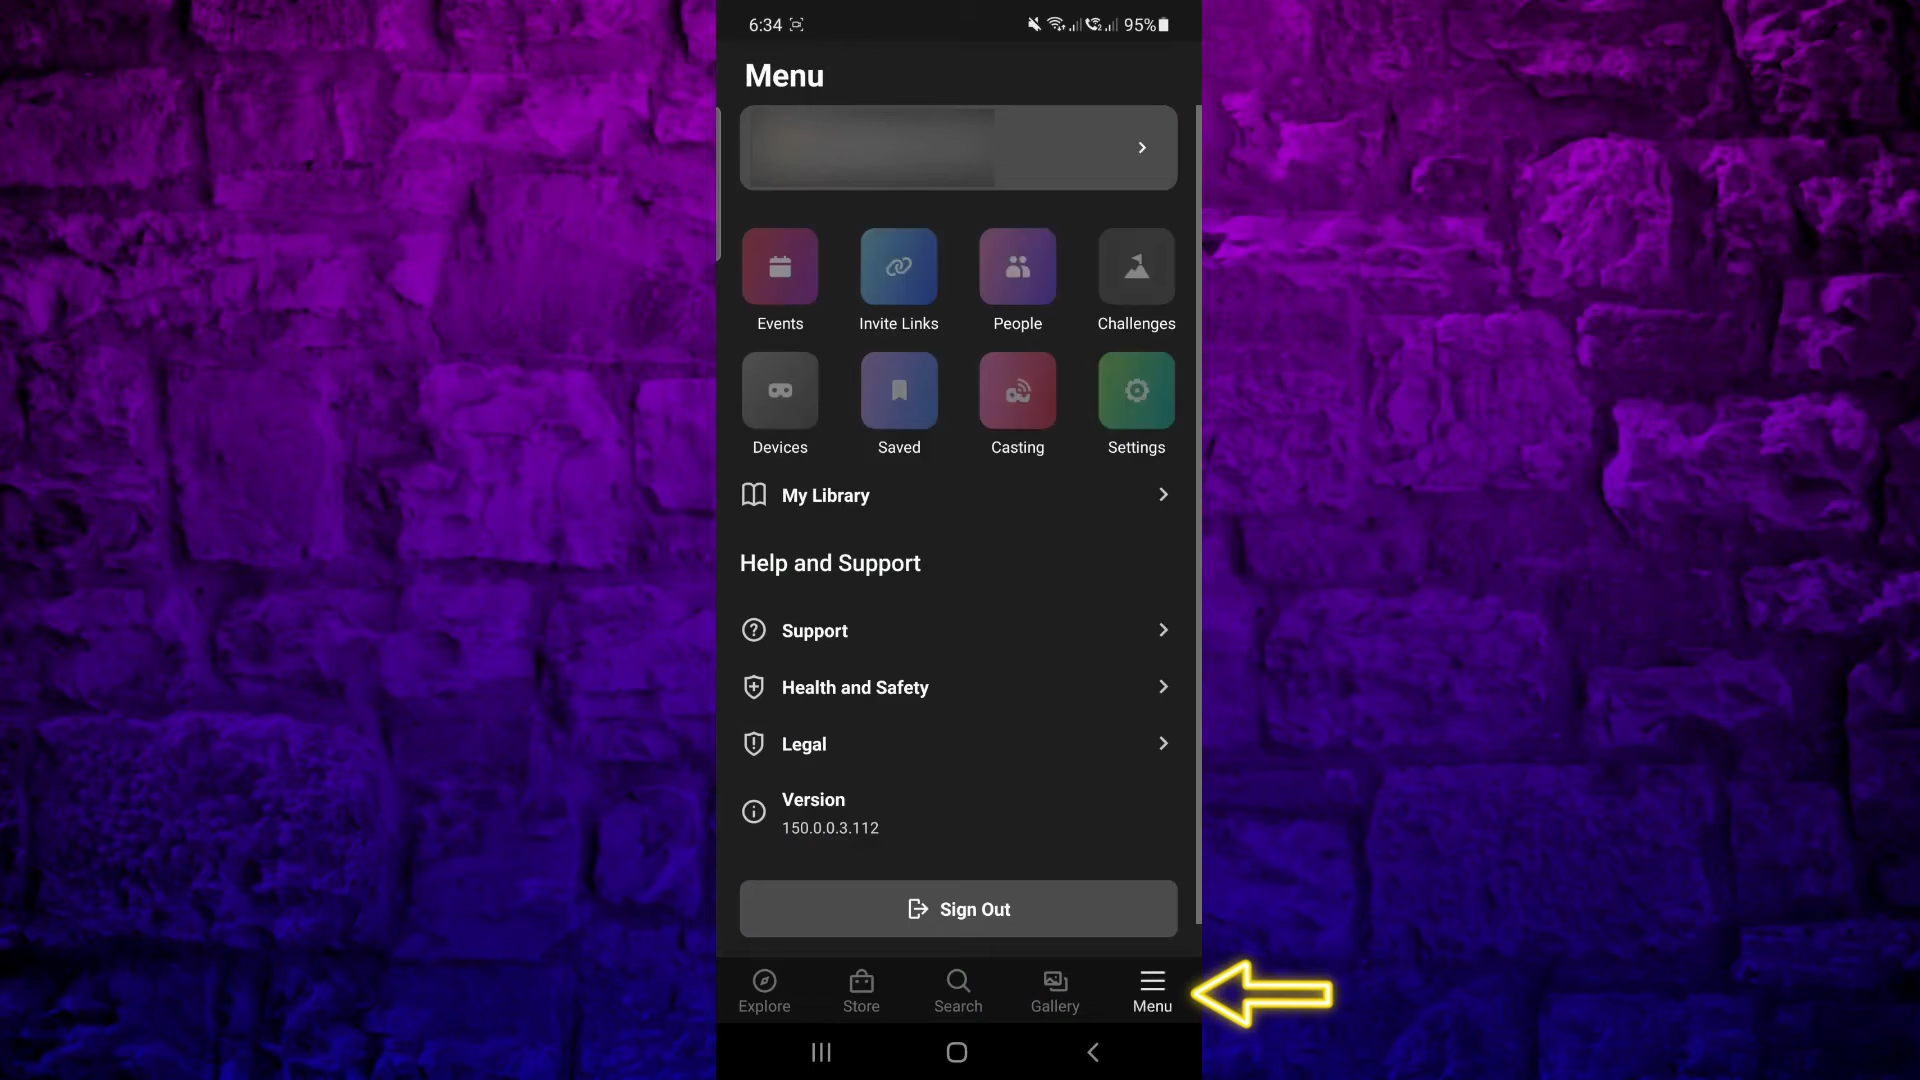 6:34
95%
Menu
Events
Invite Links
People
Challenges
Devices
Saved
Casting
Settings
My Library
Help and Support
Support
Health and Safety
Legal
Version
150.0.0.3.112
Sign Out
Explore
Store
Search
Gallery
Menu